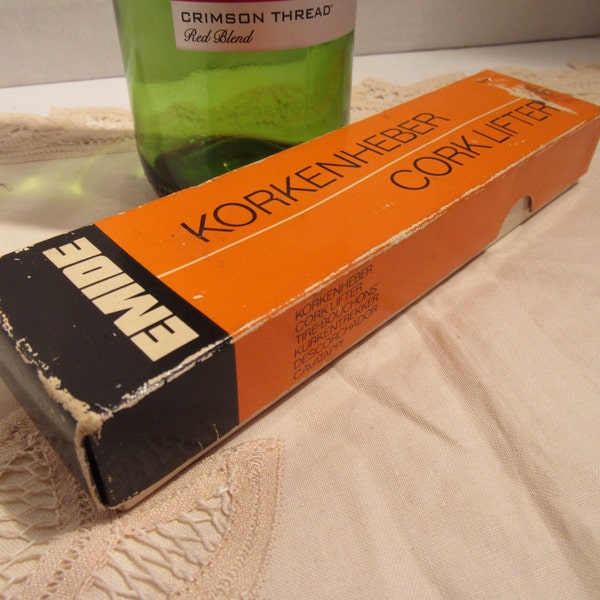 CRIMSON THREAD
Red Blend
EMIDE
KORKENHEBER
CORK LIFTER
KORKENHEBER
CORK LIFTER
TIRE-BOUCHONS
KURKENTREKKER
DESCORCHADOR
CAVATAPPI